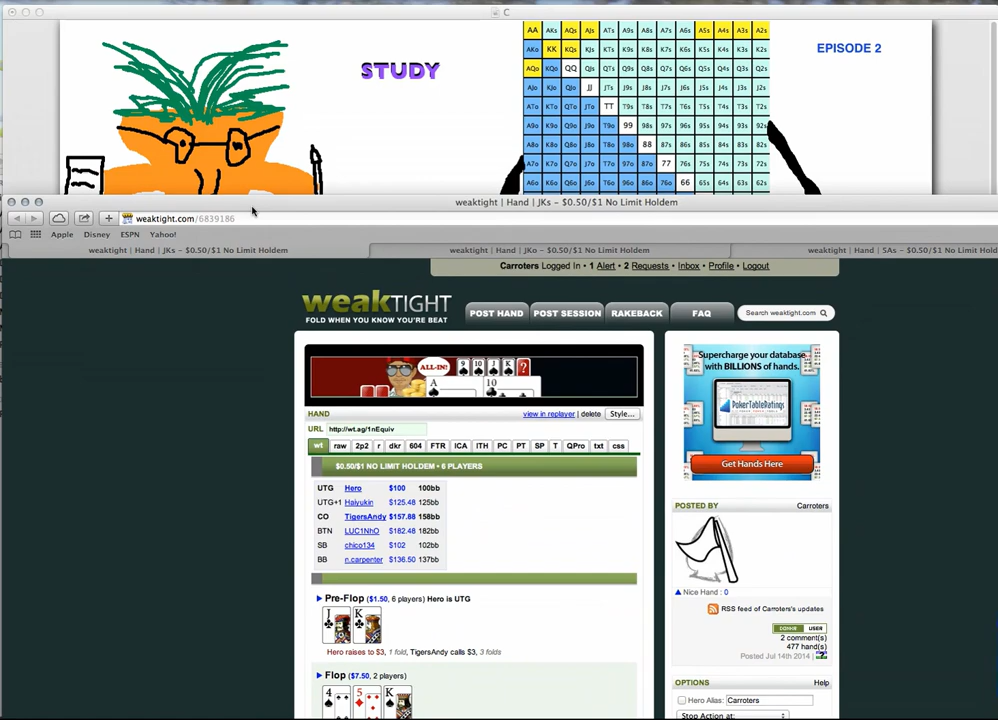 C
STUDY
EPISODE 2
AA AKs AQs AJs ATs A9s A8s A7s A6s A5s A4s A3s A2s
AKo KK KQs KJs KTs K9s K8s K7s K6s K5s K4s K3s K2s
AQo KQo QQ QJs QTs Q9s Q8s Q7s Q6s Q5s Q4s Q3s Q2s
AJo KJo QJo JJ JTs J9s J8s J7s J6s J5s J4s J3s J2s
ATo KTo QTo JTo TT T9s T8s T7s T6s T5s T4s T3s T2s
A9o K9o Q9o J9o T9o 99 98s 97s 96s 95s 94s 93s 92s
A8o K8o Q8o J8o T8o 98o 88 87s 86s 85s 84s 83s 82s
A7o K7o Q7o J7o T7o 97o 87o 77 76s 75s 74s 73s 72s
A6o K6o Q6o J6o T6o 96o 86o 76o 66 65s 64s 63s 62s
weaktight | Hand | JKs – $0.50/$1 No Limit Holdem
weaktight.com/6839186
Apple Disney ESPN Yahoo!
weaktight | Hand | JKs – $0.50/$1 No Limit Holdem
weaktight | Hand | JKo – $0.50/$1 No Limit Holdem
weaktight | Hand | SAs – $0.50/$1 No Limit Hold
Carroters Logged In • 1 Alert • 2 Requests • Inbox • Profile • Logout
weakTIGHT
FOLD WHEN YOU KNOW YOU'RE BEAT
POST HAND POST SESSION RAKEBACK FAQ
Search weaktight.com
ALL-IN!
9 10 J K ?
A 10
HAND
view in replayer | delete Style...
URL http://wt.ag/1nEquiv
wt raw 2p2 r dkr 604 FTR ICA ITH PC PT SP T QPro txt css
$0.50/$1 NO LIMIT HOLDEM • 6 PLAYERS
UTG Hero $100 100bb
UTG+1 Haiyukin $125.48 125bb
CO TigersAndy $157.88 158bb
BTN LUC1NhO $182.48 182bb
SB chico134 $102 102bb
BB n.carpenter $136.50 137bb
Pre-Flop ($1.50, 6 players) Hero is UTG
J K
Hero raises to $3, 1 fold, TigersAndy calls $3, 3 folds
Flop ($7.50, 2 players)
4 5 K
Supercharge your database
with BILLIONS of hands.
PokerTableRatings
Get Hands Here
POSTED BY Carroters
Nice Hand : 0
RSS feed of Carroters's updates
DONKR USER
2 comment(s)
477 hand(s)
Posted Jul 14th 2014 |
OPTIONS Help
Hero Alias: Carroters
Stop Action at: